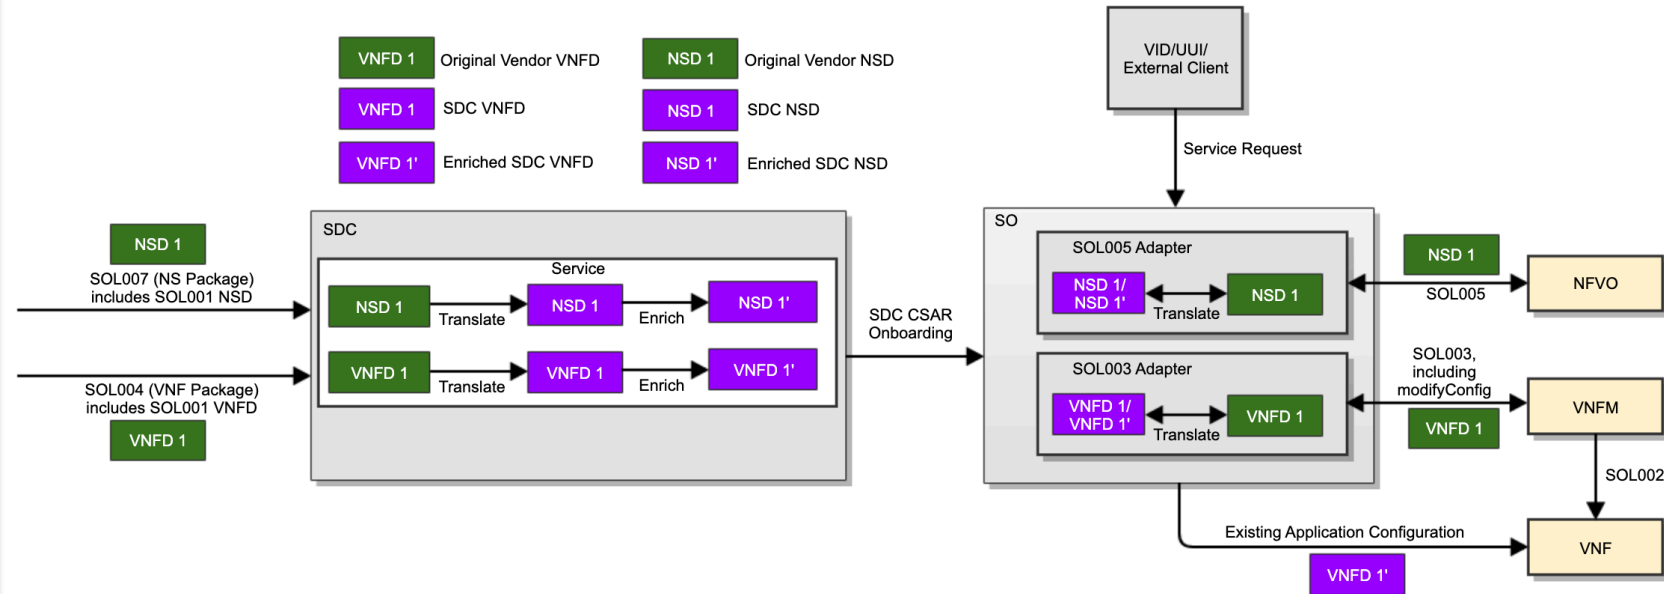 VNFD 1
Original Vendor VNFD
NSD 1
Original Vendor NSD
VNFD 1
SDC VNFD
NSD 1
SDC NSD
VNFD 1'
Enriched SDC VNFD
NSD 1'
Enriched SDC NSD
VID/UUI/
External Client
Service Request
NSD 1
SOL007 (NS Package)
includes SOL001 NSD
SOL004 (VNF Package)
includes SOL001 VNFD
VNFD 1
SDC
Service
NSD 1
Translate
NSD 1
Enrich
NSD 1'
VNFD 1
Translate
VNFD 1
Enrich
VNFD 1'
SDC CSAR
Onboarding
SO
SOL005 Adapter
NSD 1/
NSD 1'
Translate
NSD 1
SOL003 Adapter
VNFD 1/
VNFD 1'
Translate
VNFD 1
NSD 1
SOL005
NFVO
SOL003,
including
modifyConfig
VNFD 1
VNFM
SOL002
Existing Application Configuration
VNFD 1'
VNF